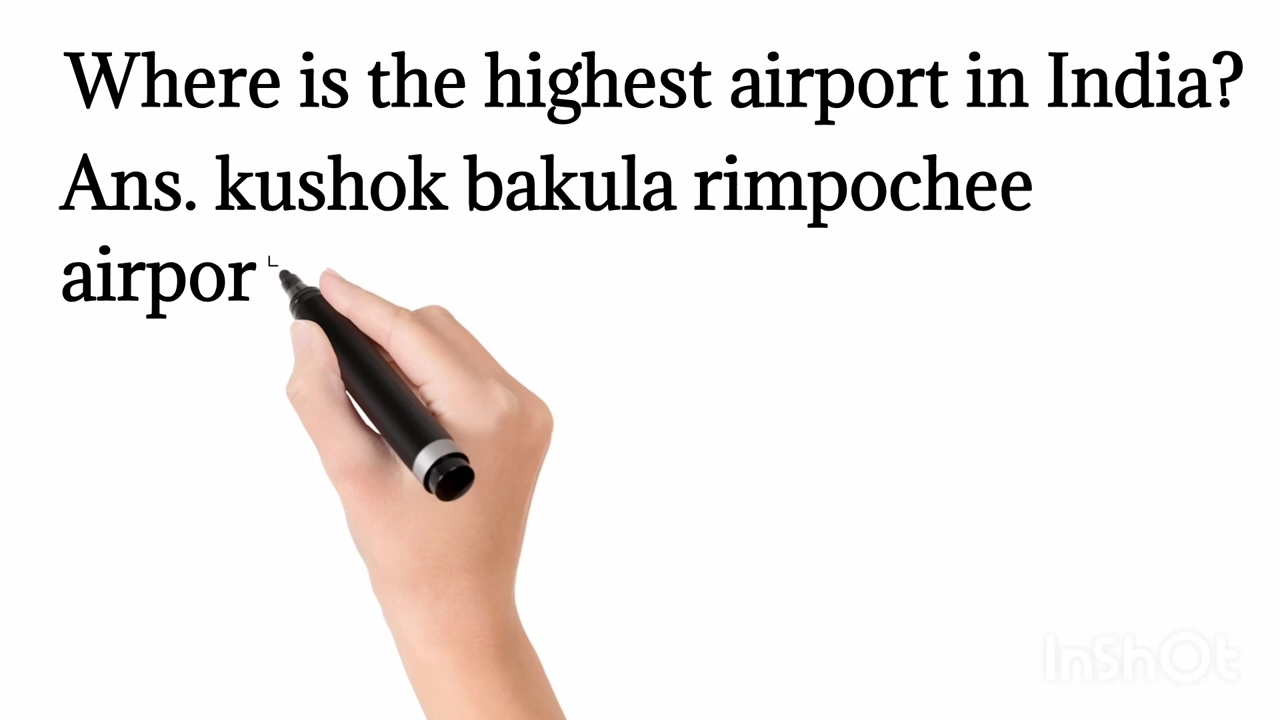 Where is the highest airport in India?
Ans. kushok bakula rimpochee
airpor
InShOt